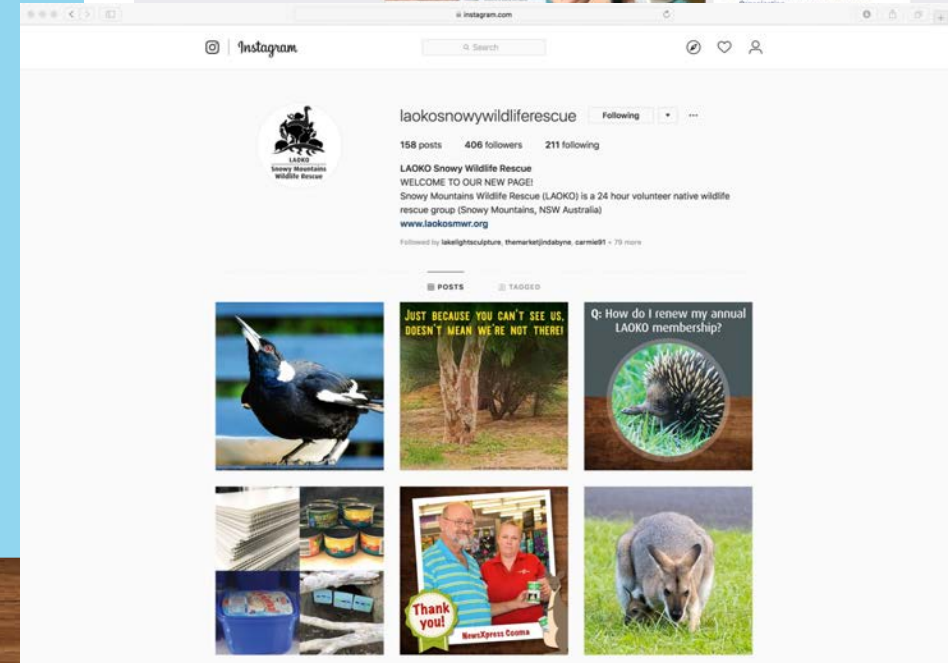 instagram.com
Instagram
Search
LAOKO
Snowy Mountains
Wildlife Rescue
laokosnowywildliferescue Following
158 posts 406 followers 211 following
LAOKO Snowy Wildlife Rescue
WELCOME TO OUR NEW PAGE!
Snowy Mountains Wildlife Rescue (LAOKO) is a 24 hour volunteer native wildlife
rescue group (Snowy Mountains, NSW Australia)
www.laokosmwr.org
Followed by lakelightsculpture, themarketjindabyne, carmie91 + 79 more
POSTS TAGGED
JUST BECAUSE YOU CAN'T SEE US,
DOESN'T MEAN WE'RE NOT THERE!
Q: How do I renew my annual
LAOKO membership?
Thank
you!
NewsXpress Cooma